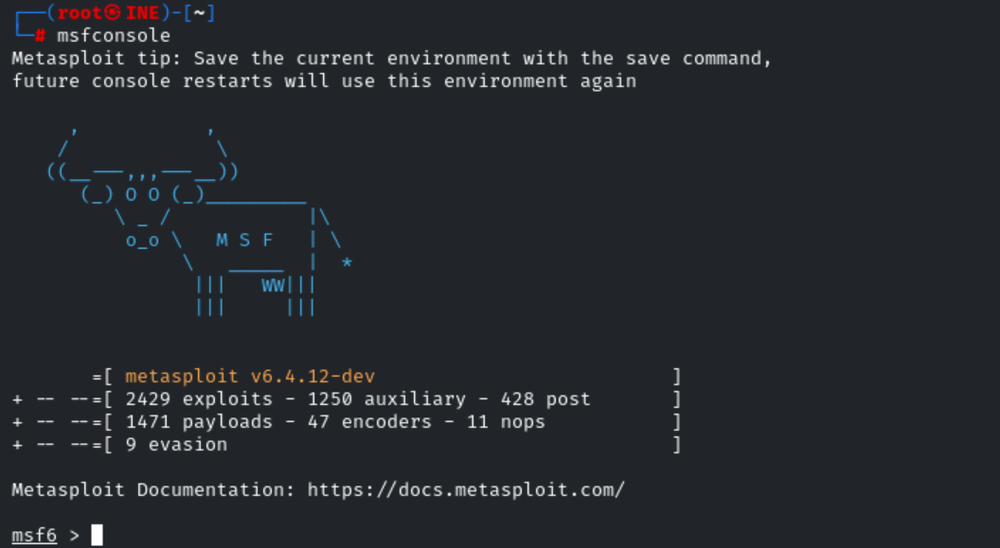 ┌──(root㉿INE)-[~]
└─# msfconsole
Metasploit tip: Save the current environment with the save command,
future console restarts will use this environment again

     ,           ,
    /             \
   ((__---,,,---__))
      (_) O O (_)_________
         \ _ /            |\
          o_o \   M S F   | \
               \   _____  |  *
                |||   WW|||
                |||     |||

       =[ metasploit v6.4.12-dev                          ]
+ -- --=[ 2429 exploits - 1250 auxiliary - 428 post       ]
+ -- --=[ 1471 payloads - 47 encoders - 11 nops           ]
+ -- --=[ 9 evasion                                       ]

Metasploit Documentation: https://docs.metasploit.com/

msf6 >